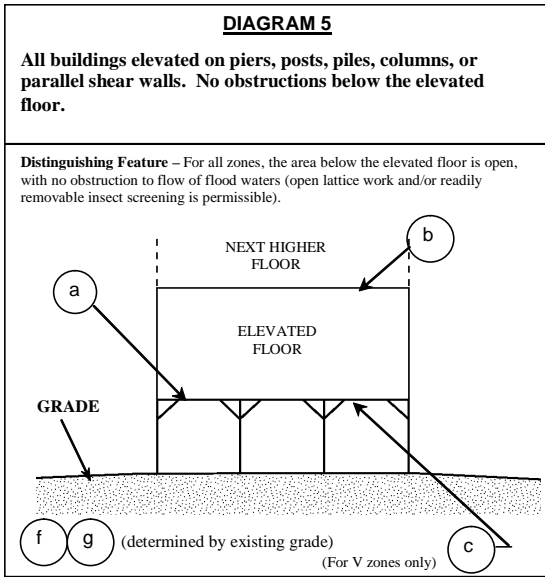 DIAGRAM 5
All buildings elevated on piers, posts, piles, columns, or
parallel shear walls.  No obstructions below the elevated
floor.
Distinguishing Feature – For all zones, the area below the elevated floor is open,
with no obstruction to flow of flood waters (open lattice work and/or readily
removable insect screening is permissible).
b
NEXT HIGHER
FLOOR
a
ELEVATED
FLOOR
GRADE
f g (determined by existing grade)
c
(For V zones only)